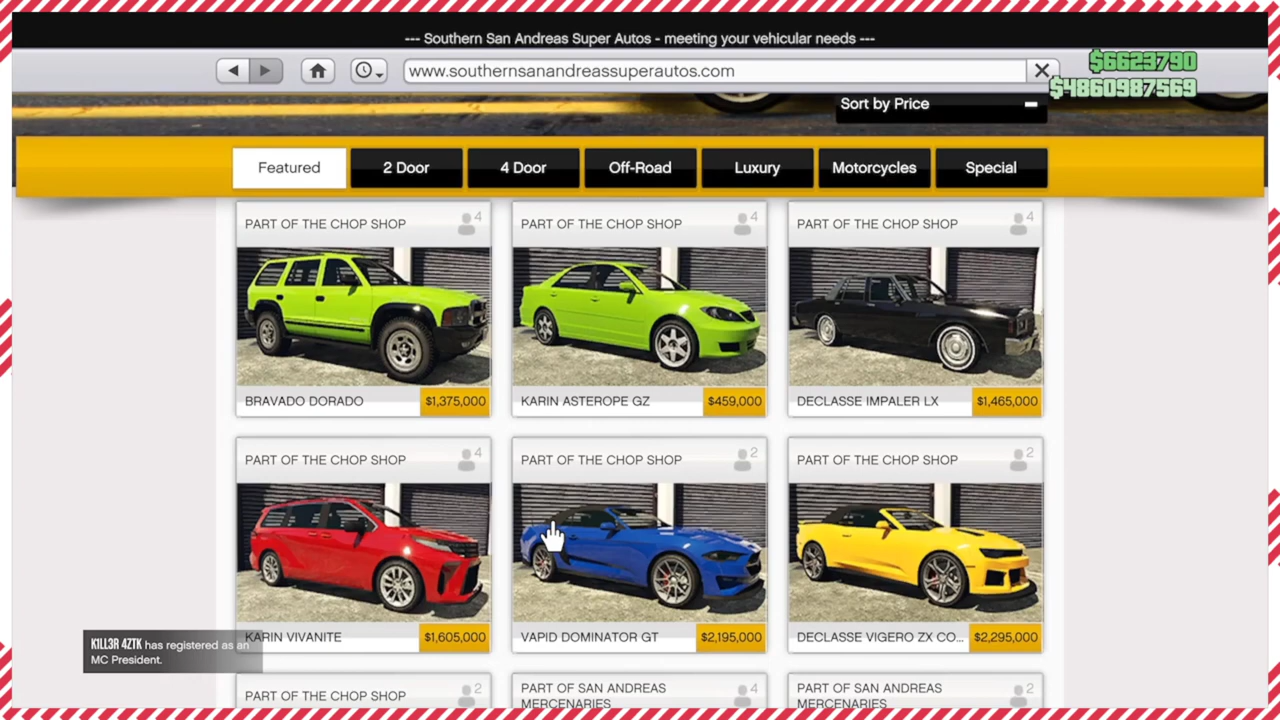 --- Southern San Andreas Super Autos - meeting your vehicular needs ---
www.southernsanandreassuperautos.com
$6623790
$4860987569
Sort by Price
Featured
2 Door
4 Door
Off-Road
Luxury
Motorcycles
Special
PART OF THE CHOP SHOP
4
PART OF THE CHOP SHOP
4
PART OF THE CHOP SHOP
4
BRAVADO DORADO
$1,375,000
KARIN ASTEROPE GZ
$459,000
DECLASSE IMPALER LX
$1,465,000
PART OF THE CHOP SHOP
4
PART OF THE CHOP SHOP
2
PART OF THE CHOP SHOP
2
KARIN VIVANITE
$1,605,000
VAPID DOMINATOR GT
$2,195,000
DECLASSE VIGERO ZX CO...
$2,295,000
K1LL3R 4ZTK has registered as an
MC President.
PART OF THE CHOP SHOP
2
PART OF SAN ANDREAS
MERCENARIES
4
PART OF SAN ANDREAS
MERCENARIES
2